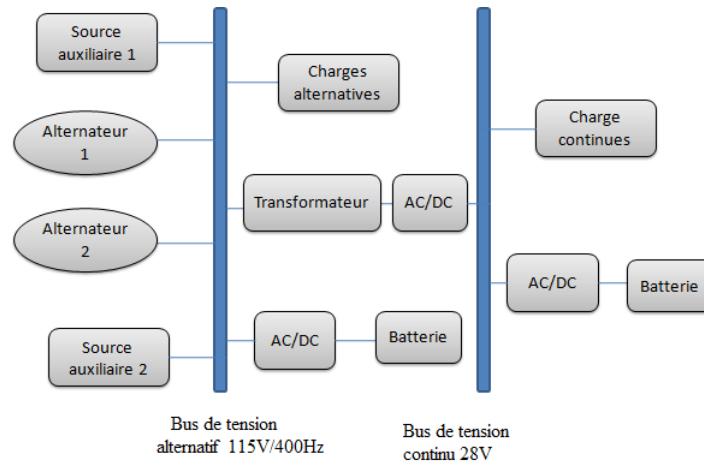 Source
auxiliaire 1
Charges
alternatives
Alternateur
1
Charge
continues
Transformateur
AC/DC
Alternateur
2
AC/DC
Batterie
Source
auxiliaire 2
AC/DC
Batterie
Bus de tension
alternatif 115V/400Hz
Bus de tension
continu 28V